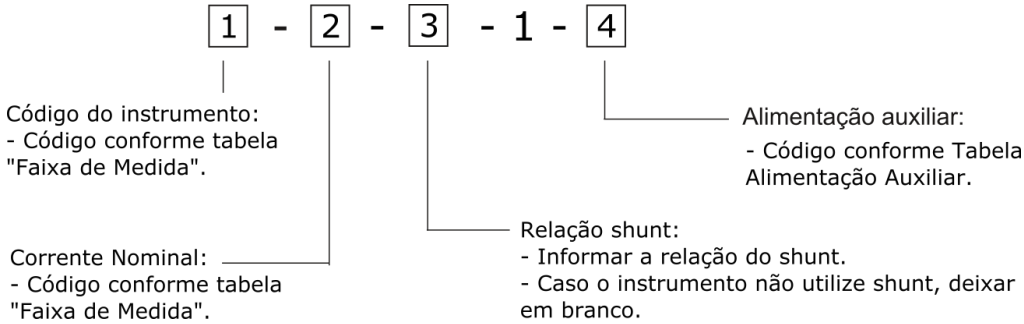 1 - 2 - 3 - 1 - 4
Código do instrumento:
- Código conforme tabela
"Faixa de Medida".
Alimentação auxiliar:
- Código conforme Tabela
Alimentação Auxiliar.
Corrente Nominal:
- Código conforme tabela
"Faixa de Medida".
Relação shunt:
- Informar a relação do shunt.
- Caso o instrumento não utilize shunt, deixar
em branco.